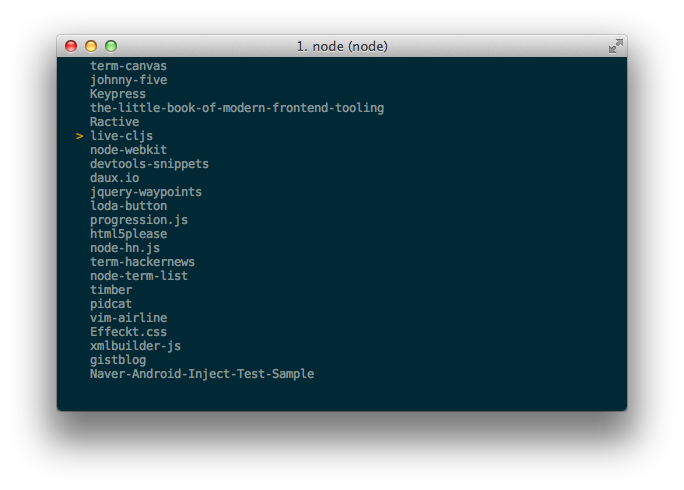 1. node (node)
term-canvas
johnny-five
Keypress
the-little-book-of-modern-frontend-tooling
Ractive
> live-cljs
node-webkit
devtools-snippets
daux.io
jquery-waypoints
loda-button
progression.js
html5please
node-hn.js
term-hackernews
node-term-list
timber
pidcat
vim-airline
Effeckt.css
xmlbuilder-js
gistblog
Naver-Android-Inject-Test-Sample